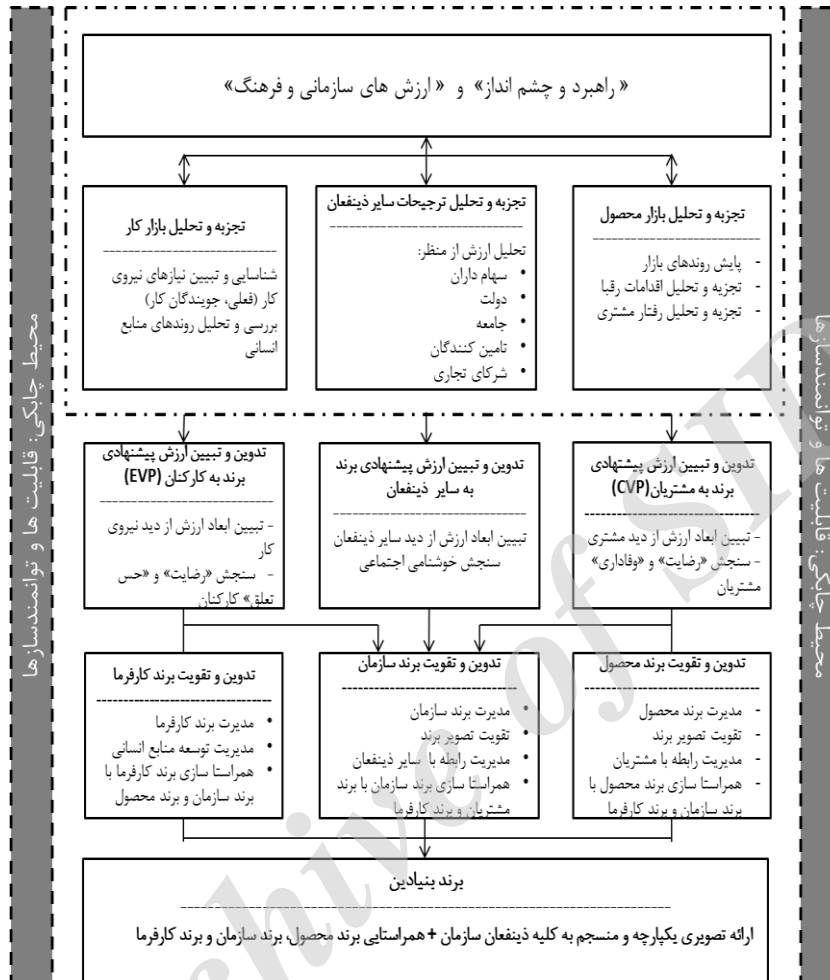 « راهبرد و چشم انداز» و « ارزش های سازمانی و فرهنگ»
تجزیه و تحلیل بازار محصول
- پایش روندهای بازار
- تجزیه و تحلیل اقدامات رقبا
- تجزیه و تحلیل رفتار مشتری
تجزیه و تحلیل ترجیحات سایر ذینفعان
تحلیل ارزش از منظر:
• سهام داران
• دولت
• جامعه
• تامین کنندگان
• شرکای تجاری
تجزیه و تحلیل بازار کار
شناسایی و تبیین نیازهای نیروی
کار (فعلی، جویندگان کار)
بررسی و تحلیل روندهای منابع
انسانی
تدوین و تبیین ارزش پیشنهادی
برند به مشتریان(CVP)
- تبیین ابعاد ارزش از دید مشتری
- سنجش «رضایت» و «وفاداری»
مشتریان
تدوین و تبیین ارزش پیشنهادی برند
به سایر ذینفعان
تبیین ابعاد ارزش از دید سایر ذینفعان
سنجش خوشنامی اجتماعی
تدوین و تبیین ارزش پیشنهادی
برند به کارکنان (EVP)
- تبیین ابعاد ارزش از دید نیروی
کار
- سنجش «رضایت» و «حس
تعلق» کارکنان
تدوین و تقویت برند محصول
- مدیرت برند محصول
- تقویت تصویر برند
- مدیریت رابطه با مشتریان
- همراستا سازی برند محصول با
برند سازمان و برند کارفرما
تدوین و تقویت برند سازمان
• مدیرت برند سازمان
• تقویت تصویر برند
• مدیریت رابطه با سایر ذینفعان
• همراستا سازی برند سازمان با برند
مشتریان و برند کارفرما
تدوین و تقویت برند کارفرما
• مدیرت برند کارفرما
• مدیریت توسعه منابع انسانی
• همراستا سازی برند کارفرما با
برند سازمان و برند محصول
برند بنیادین
ارائه تصویری یکپارچه و منسجم به کلیه ذینفعان سازمان + همراستایی برند محصول، برند سازمان و برند کارفرما
محیط چابکی: قابلیت ها و توانمندسازها
محیط چابکی: قابلیت ها و توانمندسازها
Archive of SID